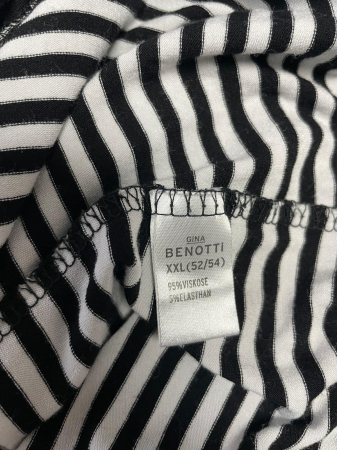 GINA
BENOTTI
XXL(52/54)
95%VISKOSE
5%ELASTHAN